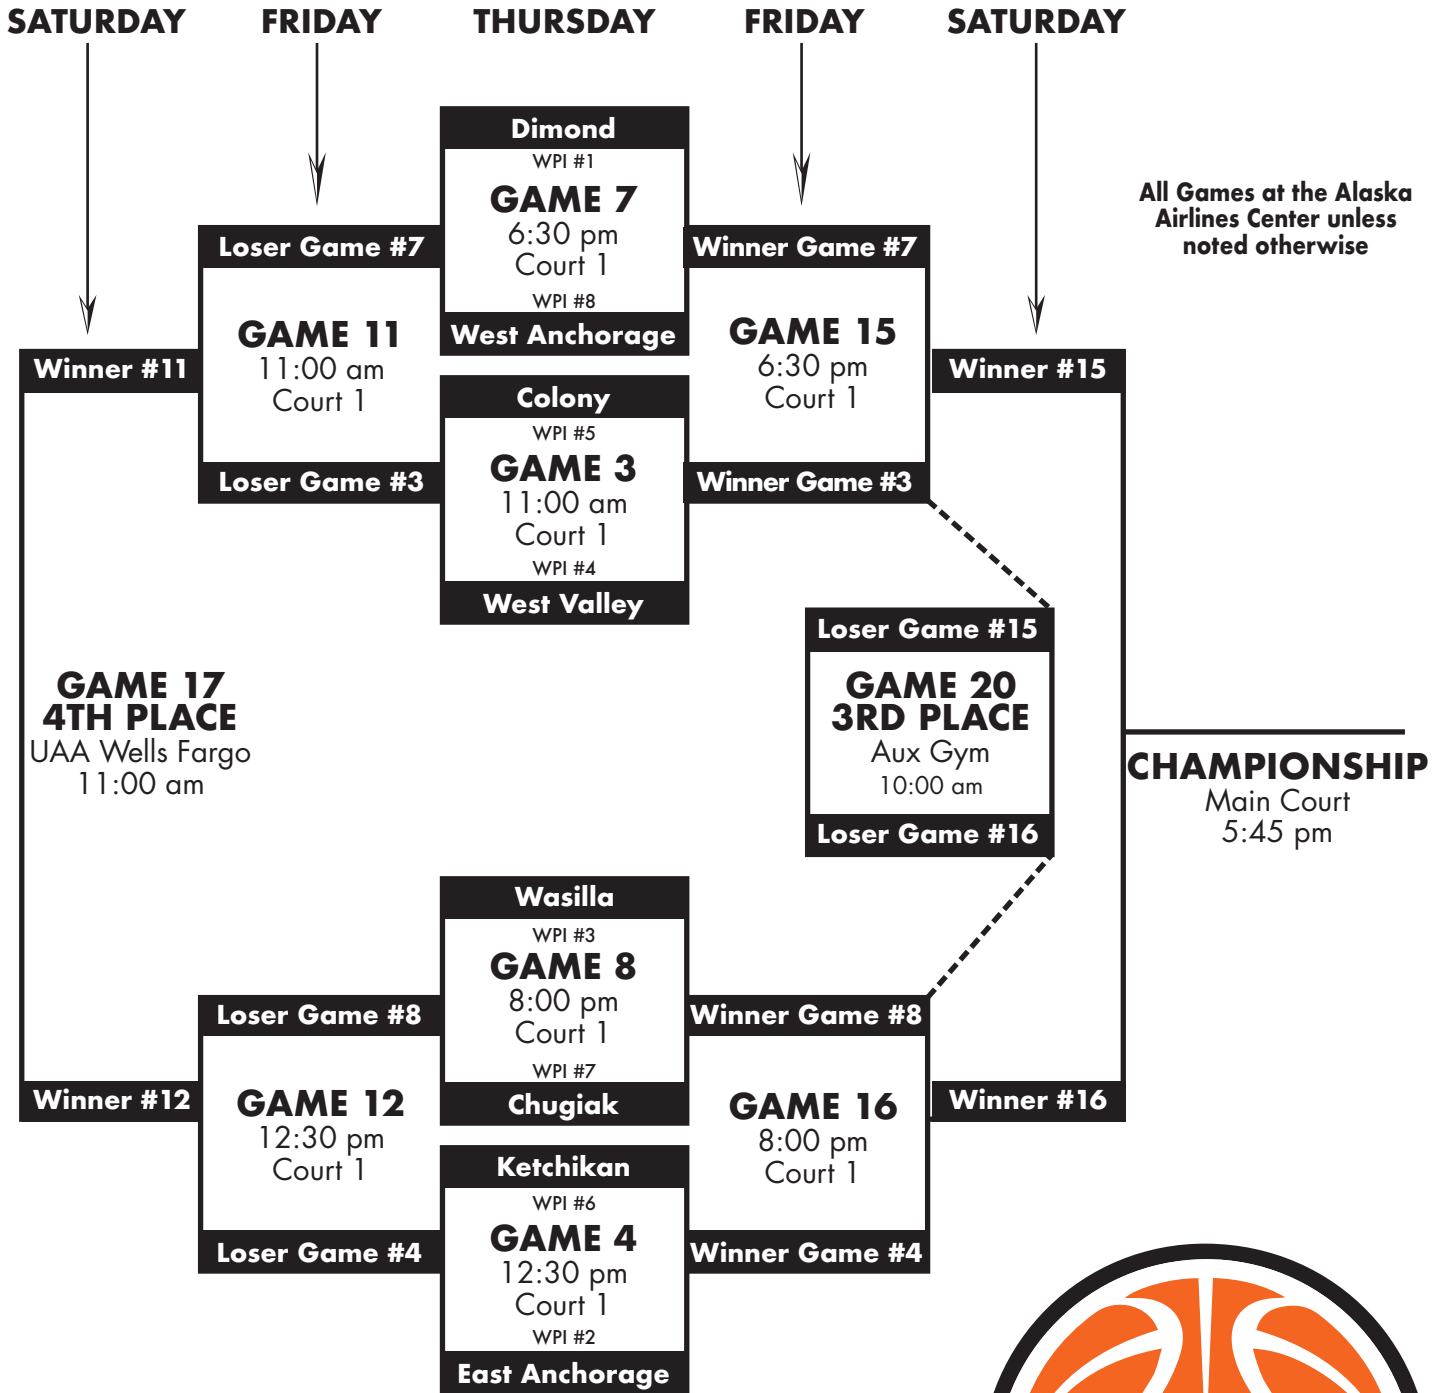 SATURDAY
FRIDAY
THURSDAY
FRIDAY
SATURDAY
All Games at the Alaska
Airlines Center unless
noted otherwise
Dimond
WPI #1
GAME 7
6:30 pm
Court 1
WPI #8
West Anchorage
Colony
WPI #5
GAME 3
11:00 am
Court 1
WPI #4
West Valley
Loser Game #7
GAME 11
11:00 am
Court 1
Loser Game #3
Winner Game #7
GAME 15
6:30 pm
Court 1
Winner Game #3
Winner #11
GAME 17
4TH PLACE
UAA Wells Fargo
11:00 am
Winner #12
Winner #15
Loser Game #15
GAME 20
3RD PLACE
Aux Gym
10:00 am
Loser Game #16
CHAMPIONSHIP
Main Court
5:45 pm
Winner #16
Wasilla
WPI #3
GAME 8
8:00 pm
Court 1
WPI #7
Chugiak
Ketchikan
WPI #6
GAME 4
12:30 pm
Court 1
WPI #2
East Anchorage
Loser Game #8
GAME 12
12:30 pm
Court 1
Loser Game #4
Winner Game #8
GAME 16
8:00 pm
Court 1
Winner Game #4